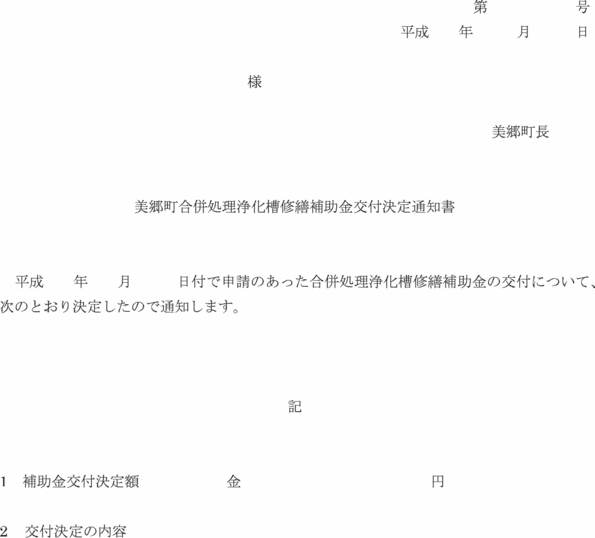 第　　　　　　号
平成　　年　　　月　　　日
様
美郷町長
美郷町合併処理浄化槽修繕補助金交付決定通知書
平成　　年　　月　　　日付で申請のあった合併処理浄化槽修繕補助金の交付について、
次のとおり決定したので通知します。
記
1　補助金交付決定額　　　　　　金　　　　　　　　　　　　　円
2　交付決定の内容